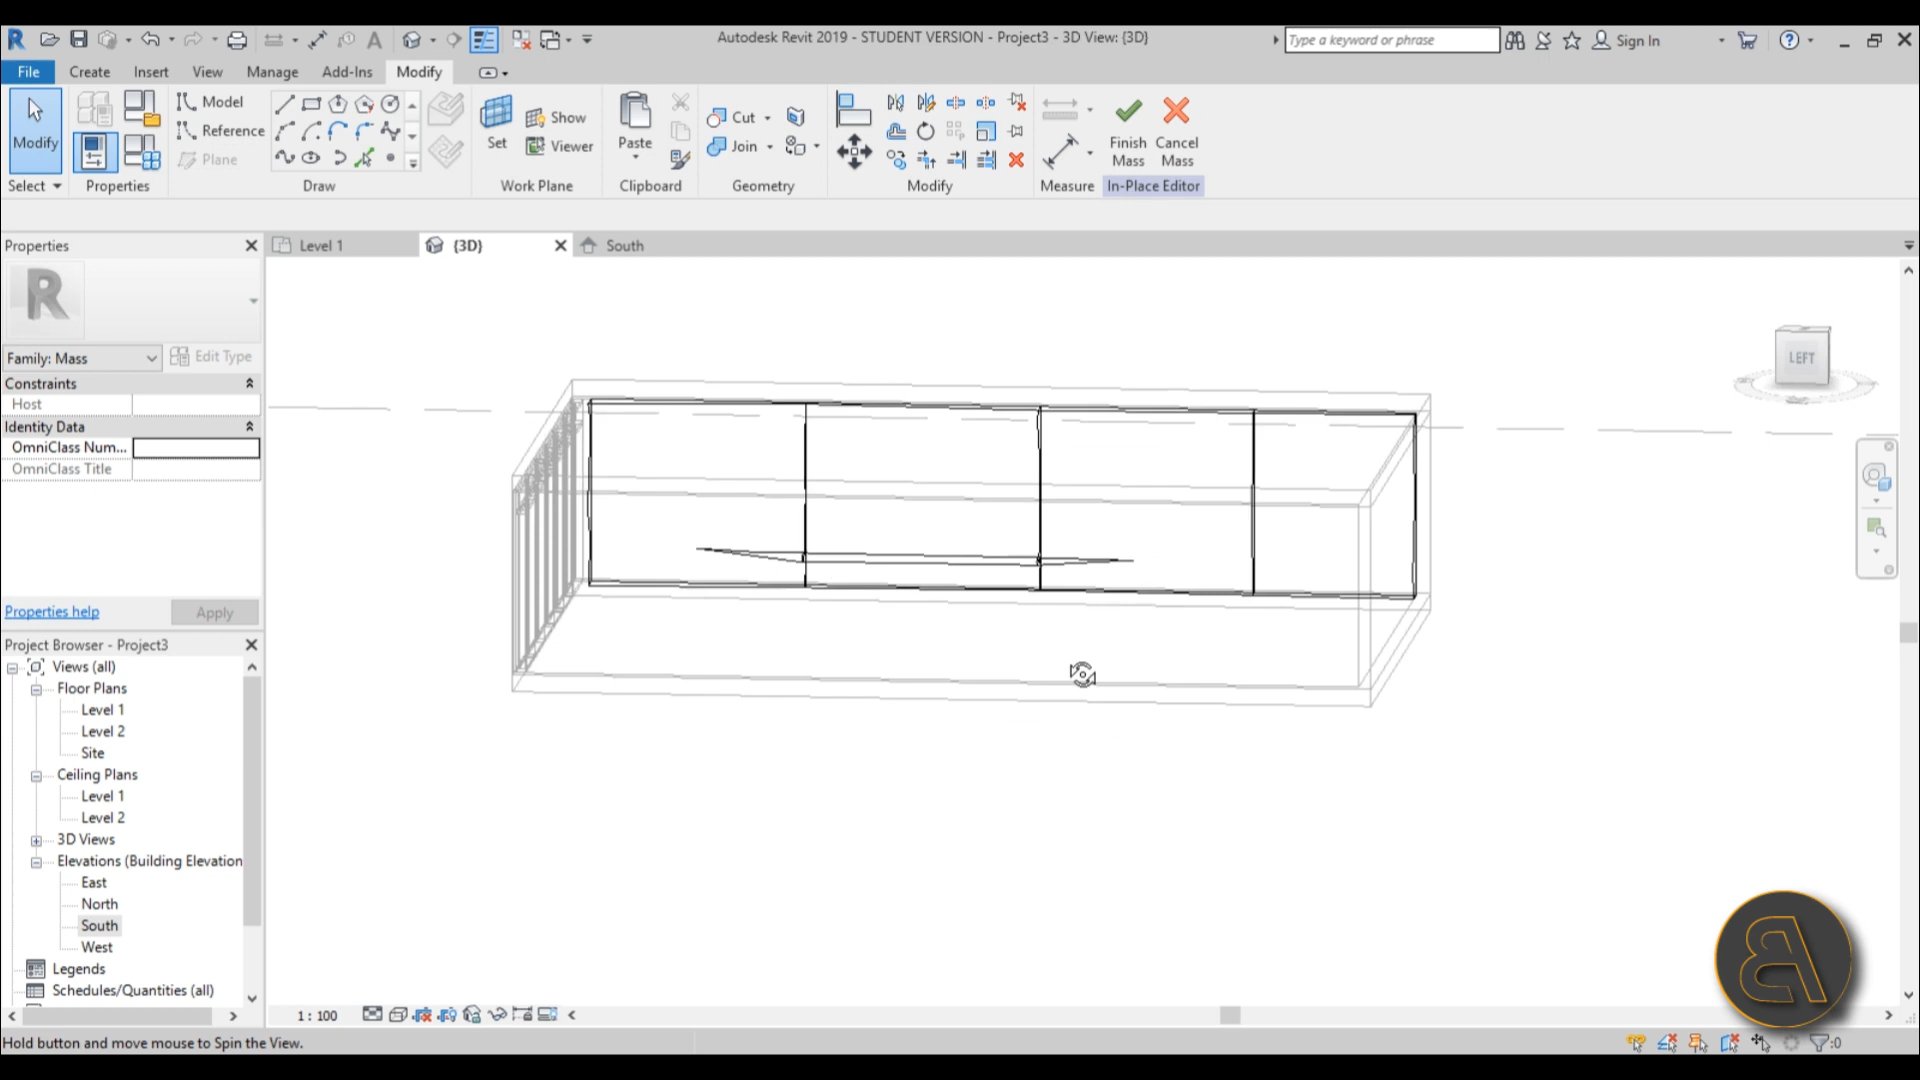 Autodesk Revit 2019 - STUDENT VERSION - Project3 - 3D View: {3D}
Type a keyword or phrase
Sign In
File Create Insert View Manage Add-Ins Modify
Modify
Model
Reference
Plane
Set
Show
Viewer
Paste
Cut
Join
Finish Mass
Cancel Mass
Select Properties Draw Work Plane Clipboard Geometry Modify Measure In-Place Editor
Properties
Level 1
{3D}
South
R
Family: Mass
Edit Type
Constraints
Host
Identity Data
OmniClass Num...
OmniClass Title
LEFT
Properties help
Apply
Project Browser - Project3
Views (all)
Floor Plans
Level 1
Level 2
Site
Ceiling Plans
Level 1
Level 2
3D Views
Elevations (Building Elevation
East
North
South
West
Legends
Schedules/Quantities (all)
1 : 100
Hold button and move mouse to Spin the View.
:0